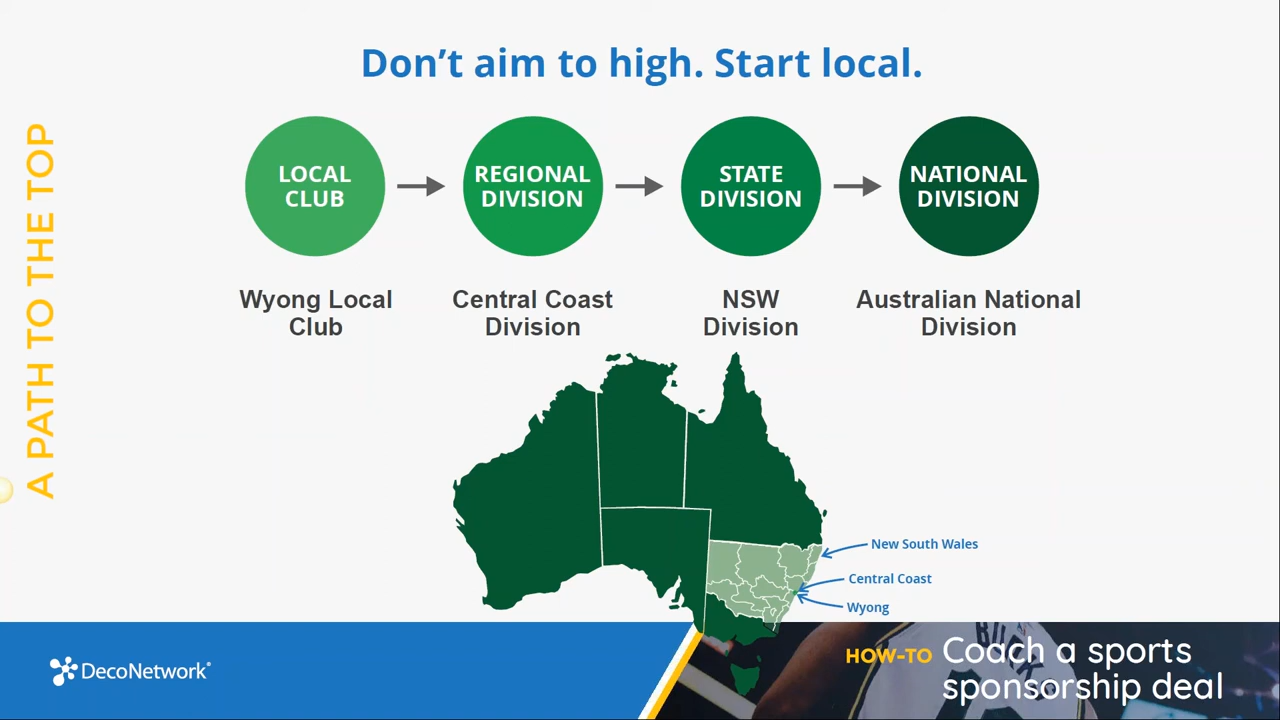 Don’t aim to high. Start local.
A PATH TO THE TOP
LOCAL
CLUB
REGIONAL
DIVISION
STATE
DIVISION
NATIONAL
DIVISION
Wyong Local
Club
Central Coast
Division
NSW
Division
Australian National
Division
New South Wales
Central Coast
Wyong
DecoNetwork®
HOW-TO Coach a sports
sponsorship deal